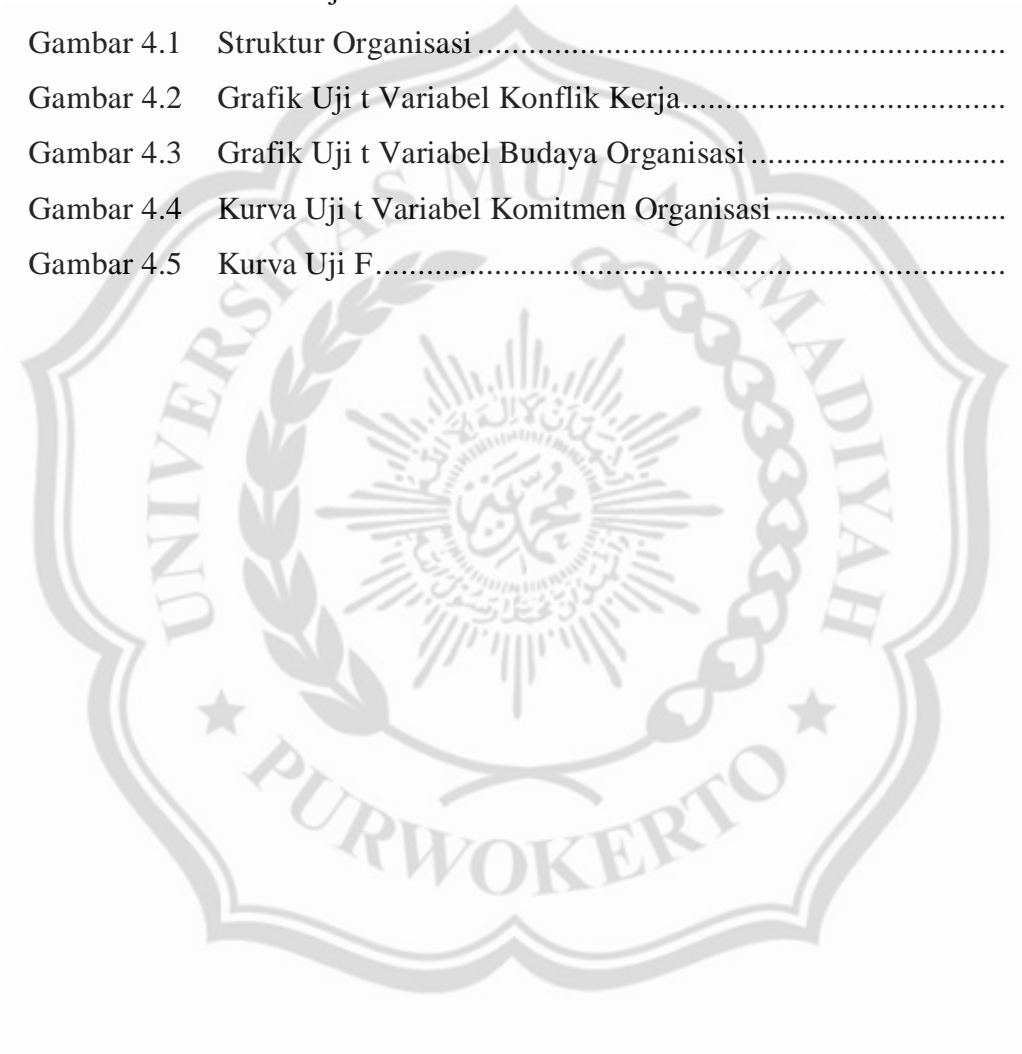 Gambar 4.1 Struktur Organisasi ................................................................
Gambar 4.2 Grafik Uji t Variabel Konflik Kerja.......................................
Gambar 4.3 Grafik Uji t Variabel Budaya Organisasi ...............................
Gambar 4.4 Kurva Uji t Variabel Komitmen Organisasi ............................
Gambar 4.5 Kurva Uji F............................................................................
UNIVERSITAS MUHAMMADIYAH
PURWOKERTO